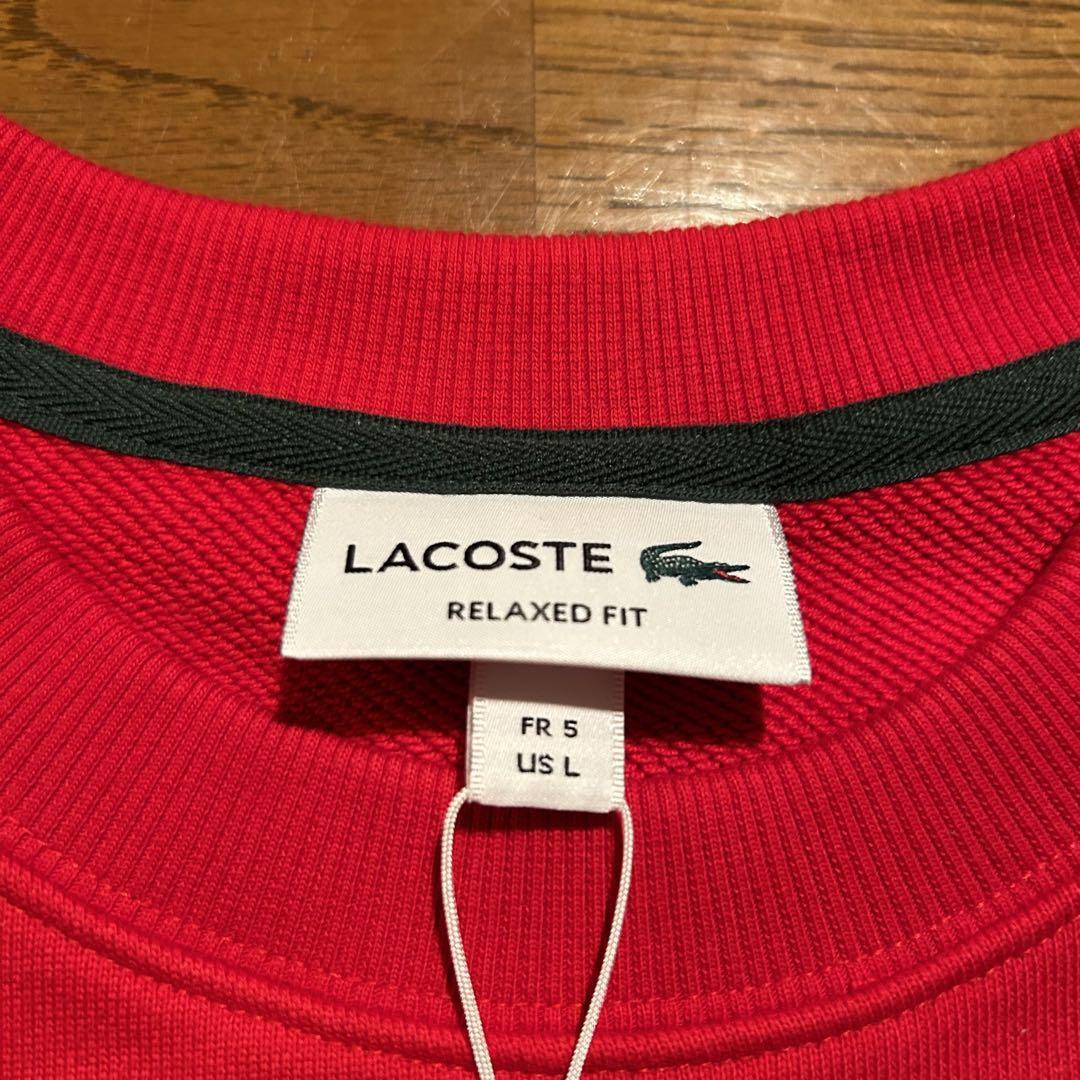 LACOSTE
RELAXED FIT
FR 5
US L